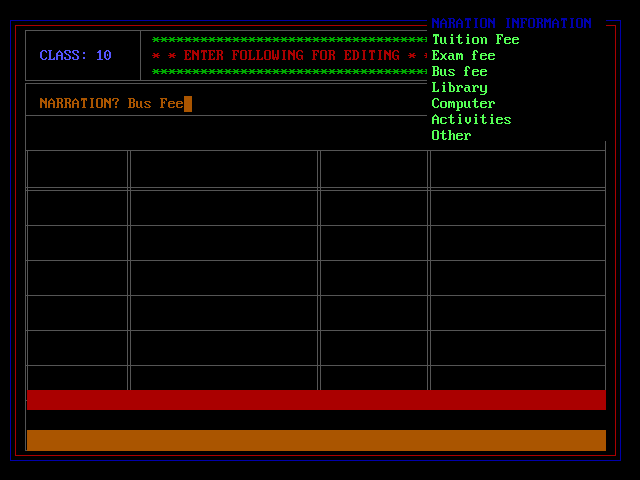 NARATION INFORMATION
Tuition Fee
Exam fee
Bus fee
Library
Computer
Activities
Other
CLASS: 10
***********************************
* * ENTER FOLLOWING FOR EDITING *
***********************************
NARRATION? Bus Fee